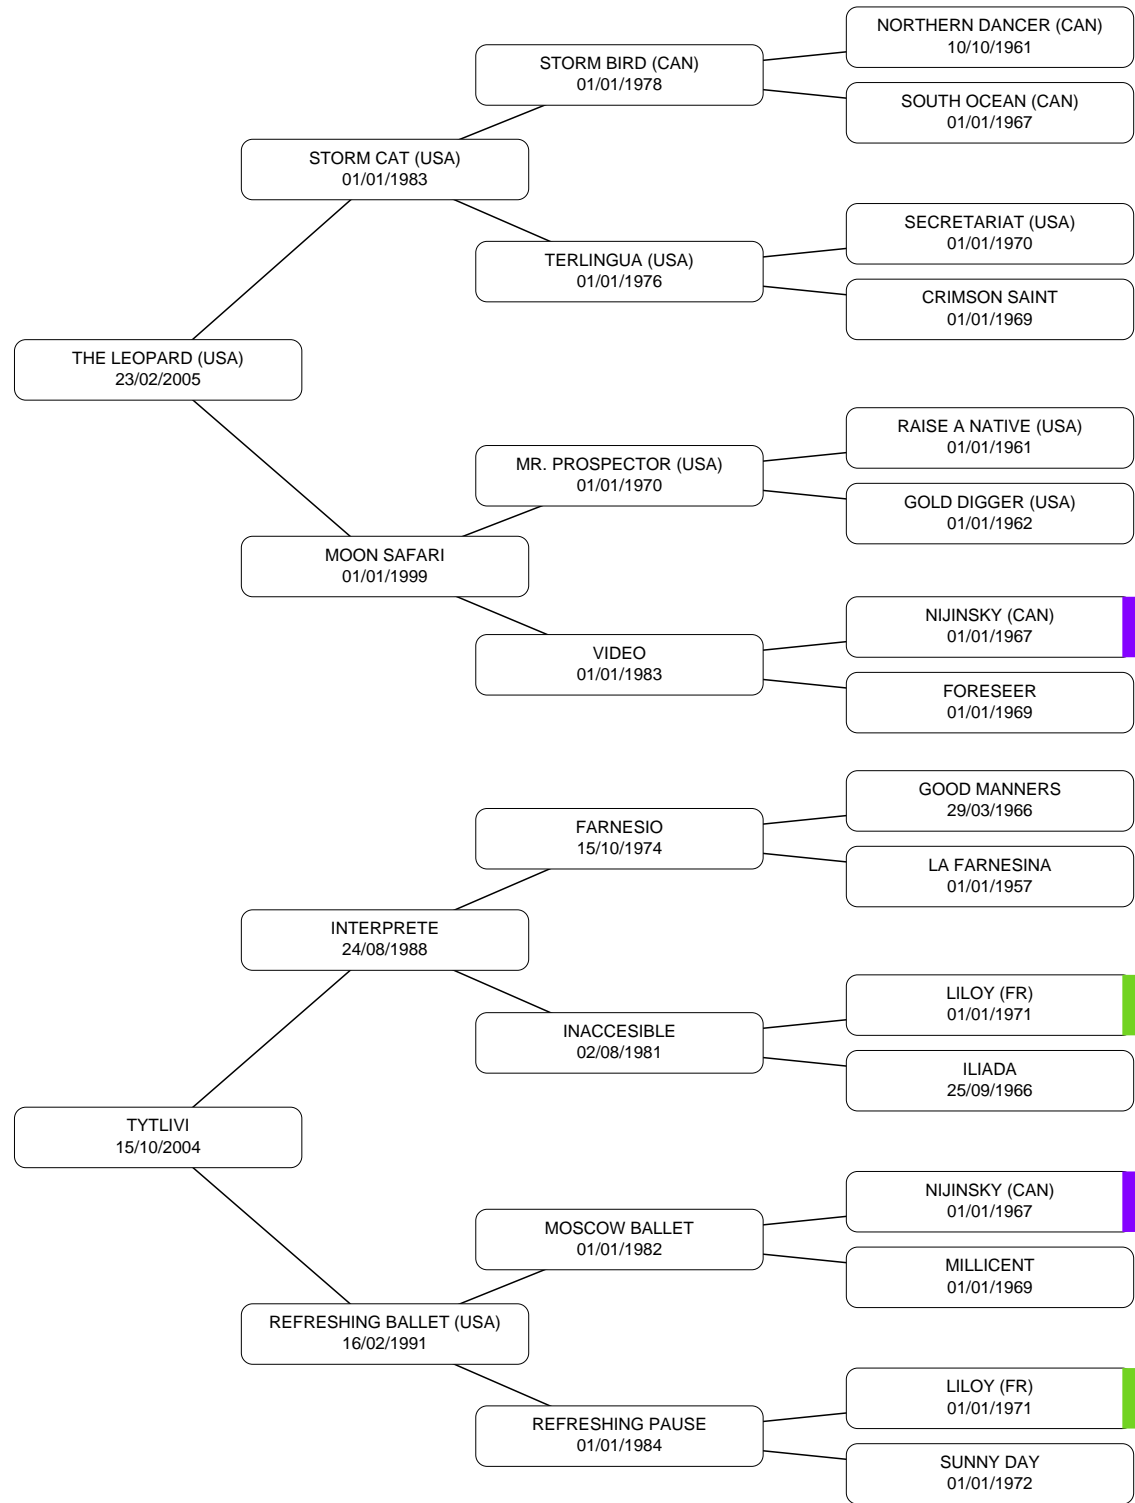 NORTHERN DANCER (CAN)
10/10/1961
STORM BIRD (CAN)
01/01/1978
SOUTH OCEAN (CAN)
01/01/1967
STORM CAT (USA)
01/01/1983
SECRETARIAT (USA)
01/01/1970
TERLINGUA (USA)
01/01/1976
CRIMSON SAINT
01/01/1969
THE LEOPARD (USA)
23/02/2005
RAISE A NATIVE (USA)
01/01/1961
MR. PROSPECTOR (USA)
01/01/1970
GOLD DIGGER (USA)
01/01/1962
MOON SAFARI
01/01/1999
NIJINSKY (CAN)
01/01/1967
VIDEO
01/01/1983
FORESEER
01/01/1969
GOOD MANNERS
29/03/1966
FARNESIO
15/10/1974
LA FARNESINA
01/01/1957
INTERPRETE
24/08/1988
LILOY (FR)
01/01/1971
INACCESIBLE
02/08/1981
ILIADA
25/09/1966
TYTLIVI
15/10/2004
NIJINSKY (CAN)
01/01/1967
MOSCOW BALLET
01/01/1982
MILLICENT
01/01/1969
REFRESHING BALLET (USA)
16/02/1991
LILOY (FR)
01/01/1971
REFRESHING PAUSE
01/01/1984
SUNNY DAY
01/01/1972